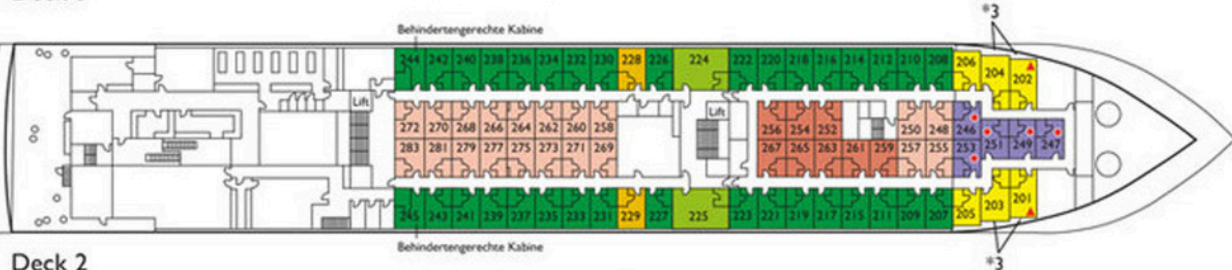 *3
Behindertengerechte Kabine
244 242 240 238 236 234 232 230 228 226 224 222 220 218 216 214 212 210 208 206 204 202
Lift
Lift
272 270 268 266 264 262 260 258 256 254 252 250 248 246
283 281 279 277 275 273 271 269 267 265 263 261 259 257 255 253 251 249 247
245 243 241 239 237 235 233 231 229 227 225 223 221 219 217 215 211 209 207 205 203 201
Behindertengerechte Kabine
*3
Deck 2